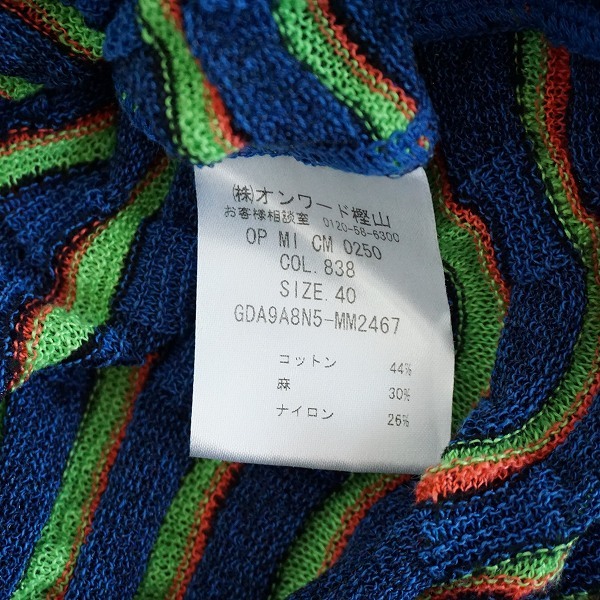 (株)オンワード樫山
お客様相談室 0120-58-6300
OP MI CM 0250
COL.838
SIZE.40
GDA9A8N5-MM2467
コットン 44%
麻 30%
ナイロン 26%